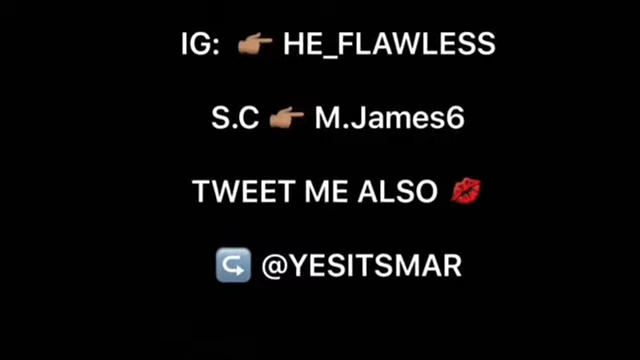 IG: 👉🏽 HE_FLAWLESS
S.C 👉🏽 M.James6
TWEET ME ALSO 💋
↪️ @YESITSMAR